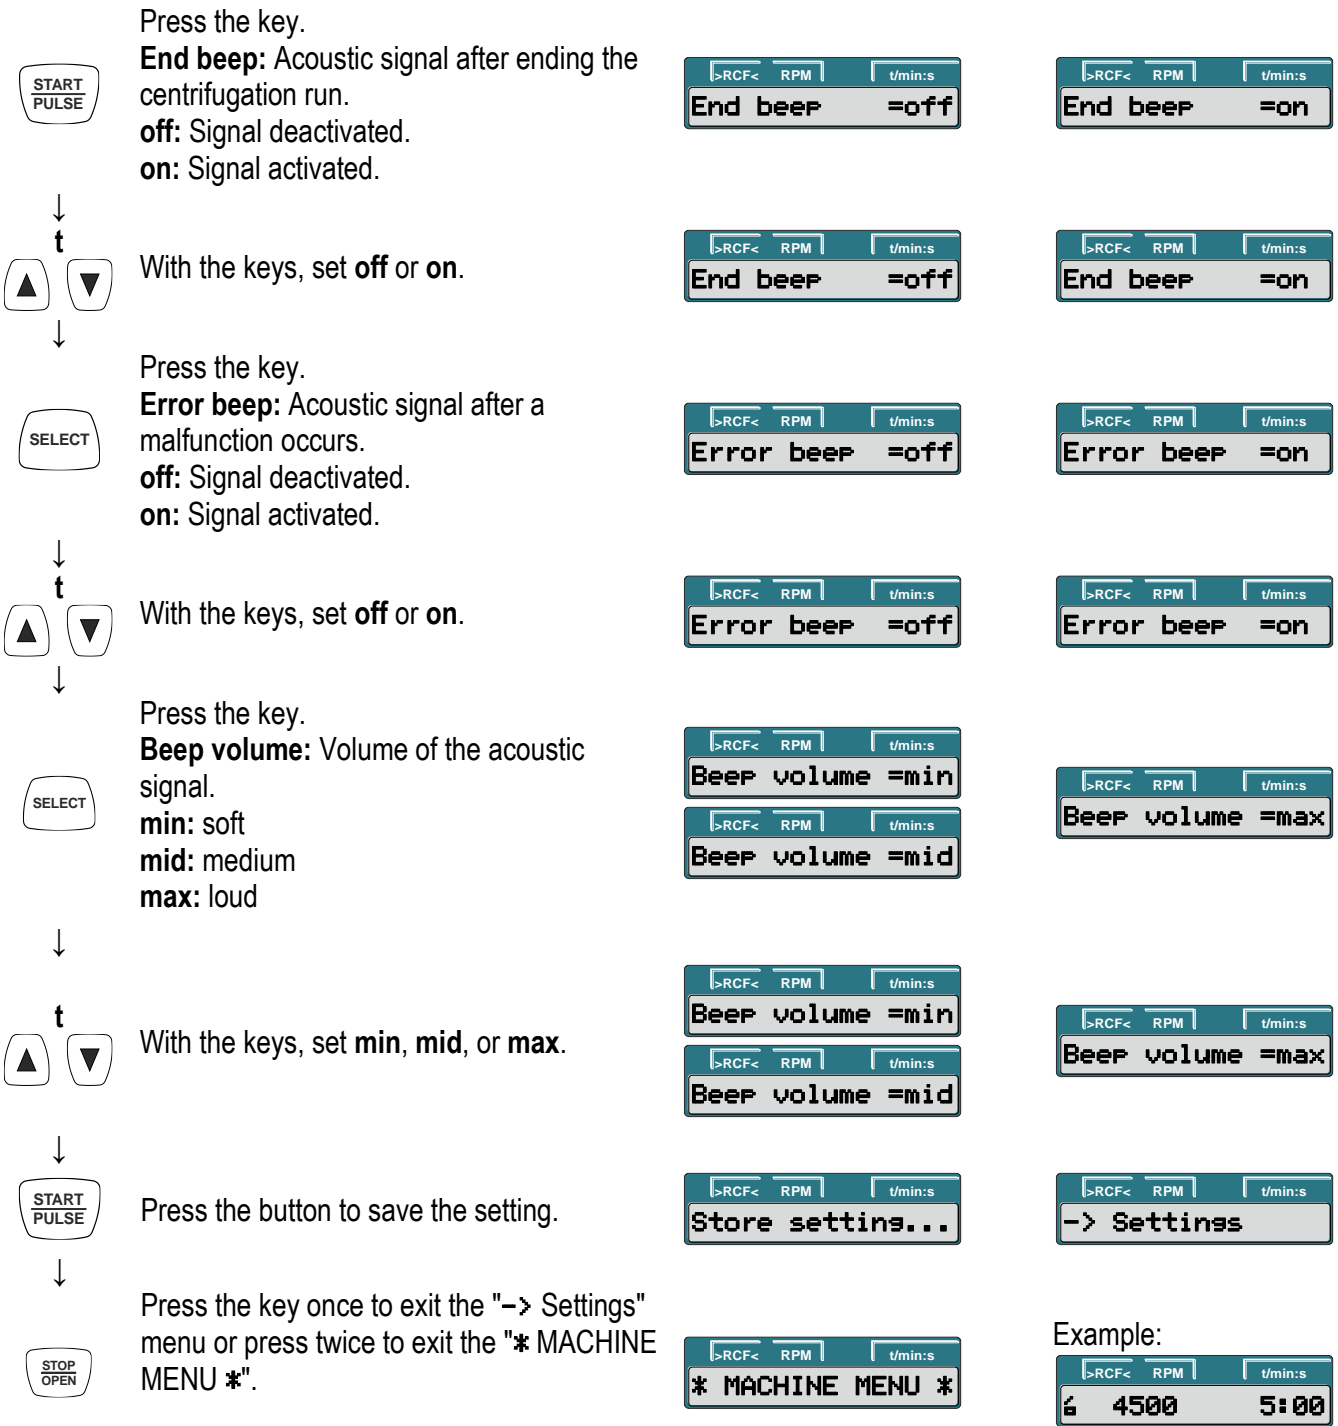 Press the key.
End beep: Acoustic signal after ending the
centrifugation run.
off: Signal deactivated.
on: Signal activated.
START
PULSE
>RCF< RPM t/min:s
End beep =off
>RCF< RPM t/min:s
End beep =on
↓
t
▲ ▼
With the keys, set off or on.
>RCF< RPM t/min:s
End beep =off
>RCF< RPM t/min:s
End beep =on
↓
Press the key.
Error beep: Acoustic signal after a
malfunction occurs.
off: Signal deactivated.
on: Signal activated.
SELECT
>RCF< RPM t/min:s
Error beep =off
>RCF< RPM t/min:s
Error beep =on
↓
t
▲ ▼
With the keys, set off or on.
>RCF< RPM t/min:s
Error beep =off
>RCF< RPM t/min:s
Error beep =on
↓
Press the key.
Beep volume: Volume of the acoustic
signal.
min: soft
mid: medium
max: loud
SELECT
>RCF< RPM t/min:s
Beep volume =min
>RCF< RPM t/min:s
Beep volume =mid
>RCF< RPM t/min:s
Beep volume =max
↓
t
▲ ▼
With the keys, set min, mid, or max.
>RCF< RPM t/min:s
Beep volume =min
>RCF< RPM t/min:s
Beep volume =mid
>RCF< RPM t/min:s
Beep volume =max
↓
START
PULSE
Press the button to save the setting.
>RCF< RPM t/min:s
Store setting...
>RCF< RPM t/min:s
-> Settings
↓
Press the key once to exit the "-> Settings"
menu or press twice to exit the "* MACHINE
MENU *".
STOP
OPEN
>RCF< RPM t/min:s
* MACHINE MENU *
Example:
>RCF< RPM t/min:s
4500 5:00